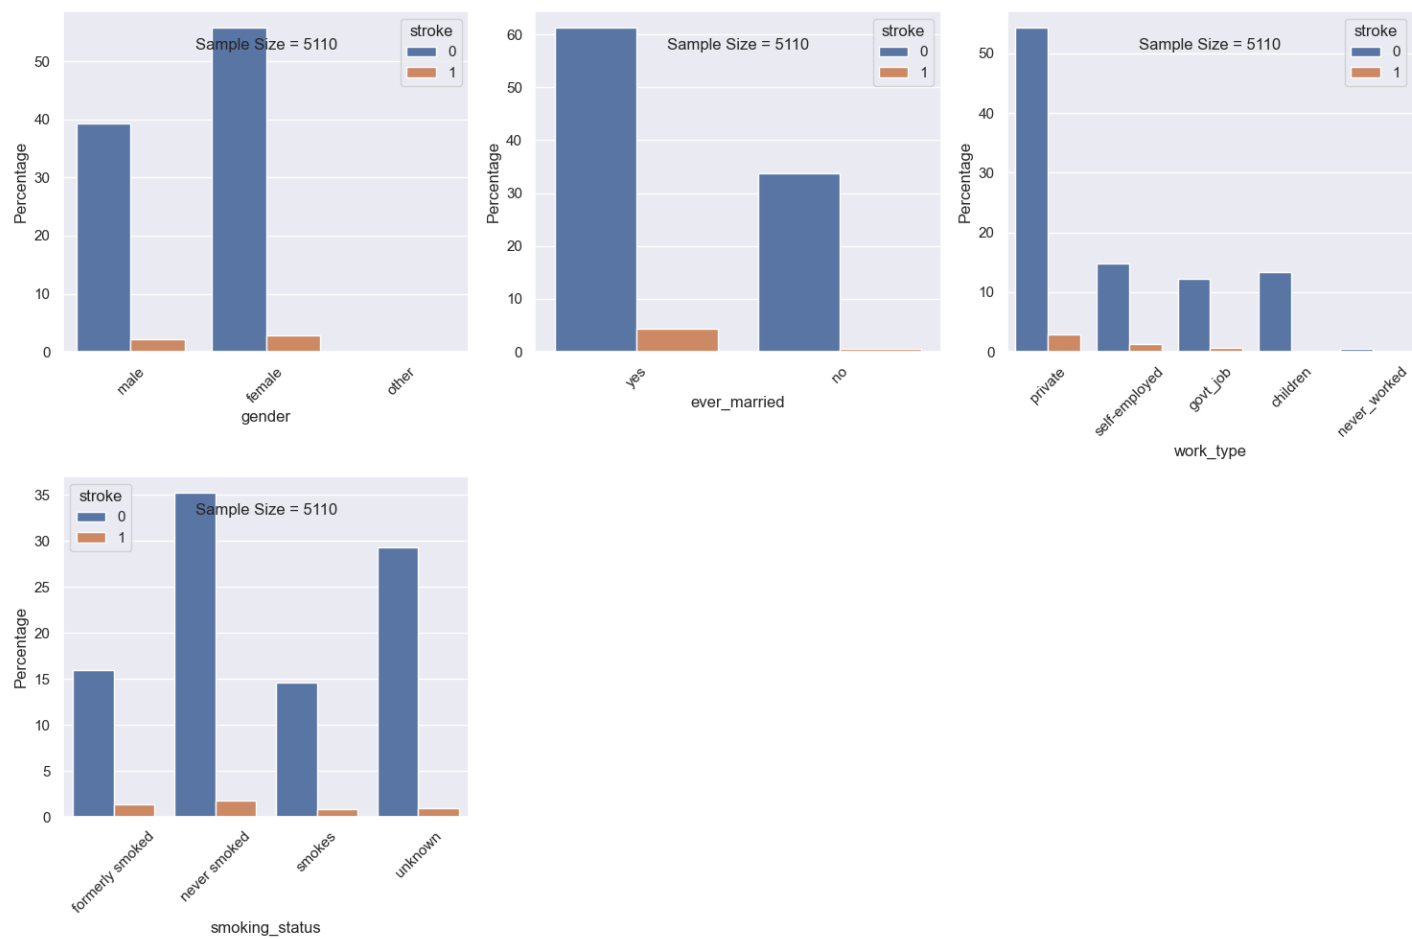 stroke
0
1
Sample Size = 5110
50
40
30
20
10
0
Percentage
male
female
other
gender
stroke
0
1
Sample Size = 5110
60
50
40
30
20
10
0
Percentage
yes
no
ever_married
stroke
0
1
Sample Size = 5110
50
40
30
20
10
0
Percentage
private
self-employed
govt_job
children
never_worked
work_type
stroke
0
1
Sample Size = 5110
35
30
25
20
15
10
5
0
Percentage
formerly smoked
never smoked
smokes
unknown
smoking_status